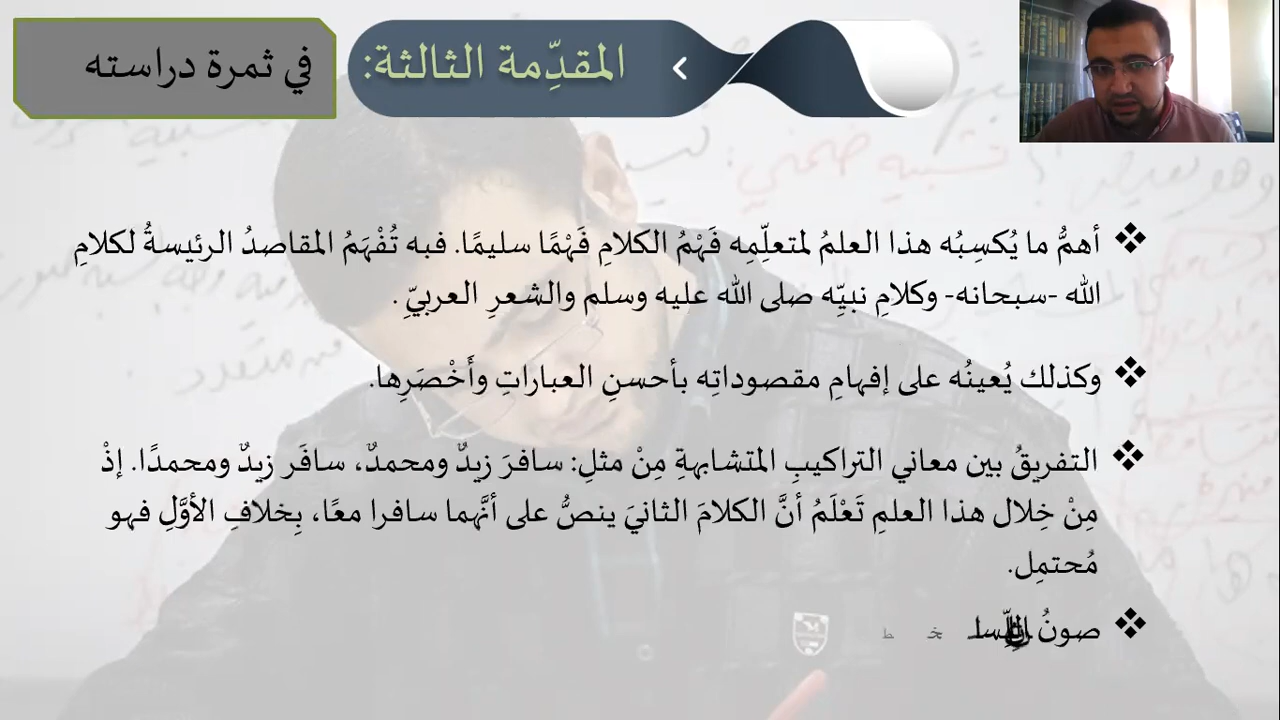 المقدِّمة الثالثة:
في ثمرة دراسته
أهمُّ ما يُكسِبُه هذا العلمُ لمتعلِّمِه فَهْمُ الكلامِ فَهْمًا سليمًا. فبه تُفْهَمُ المقاصدُ الرئيسةُ لكلامِ
الله -سبحانه- وكلامِ نبيِّه صلى الله عليه وسلم والشعرِ العربيِّ .
وكذلك يُعينُه على إفهامِ مقصوداتِه بأحسنِ العباراتِ وأَخْصَرِها.
التفريقُ بين معاني التراكيبِ المتشابهةِ مِنْ مثلِ: سافرَ زيدٌ ومحمدٌ، سافَر زيدٌ ومحمدًا. إذْ
مِنْ خِلال هذا العلمِ تَعْلَمُ أنَّ الكلامَ الثانيَ ينصُّ على أنَّهما سافرا معًا، بِخلافِ الأوَّلِ فهو
مُحتمِل.
صونُ